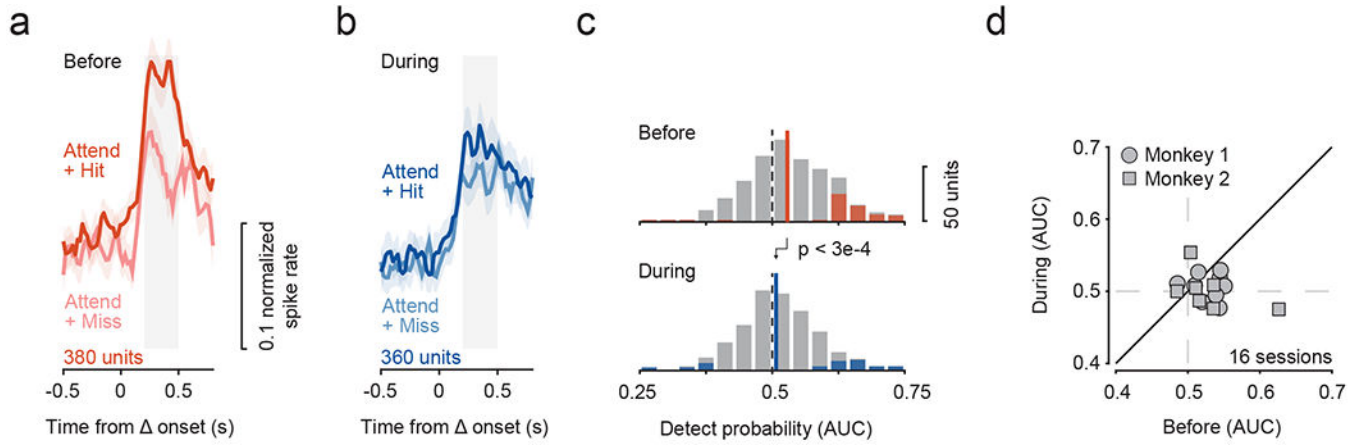 a
Before
Attend
+ Hit
Attend
+ Miss
380 units
0.1 normalized
spike rate
-0.5
0
0.5
Time from Δ onset (s)
b
During
Attend
+ Hit
Attend
+ Miss
360 units
-0.5
0
0.5
Time from Δ onset (s)
c
Before
50 units
p < 3e-4
During
0.25
0.5
0.75
Detect probability (AUC)
d
0.7
0.6
0.5
0.4
During (AUC)
Monkey 1
Monkey 2
16 sessions
0.4
0.5
0.6
0.7
Before (AUC)